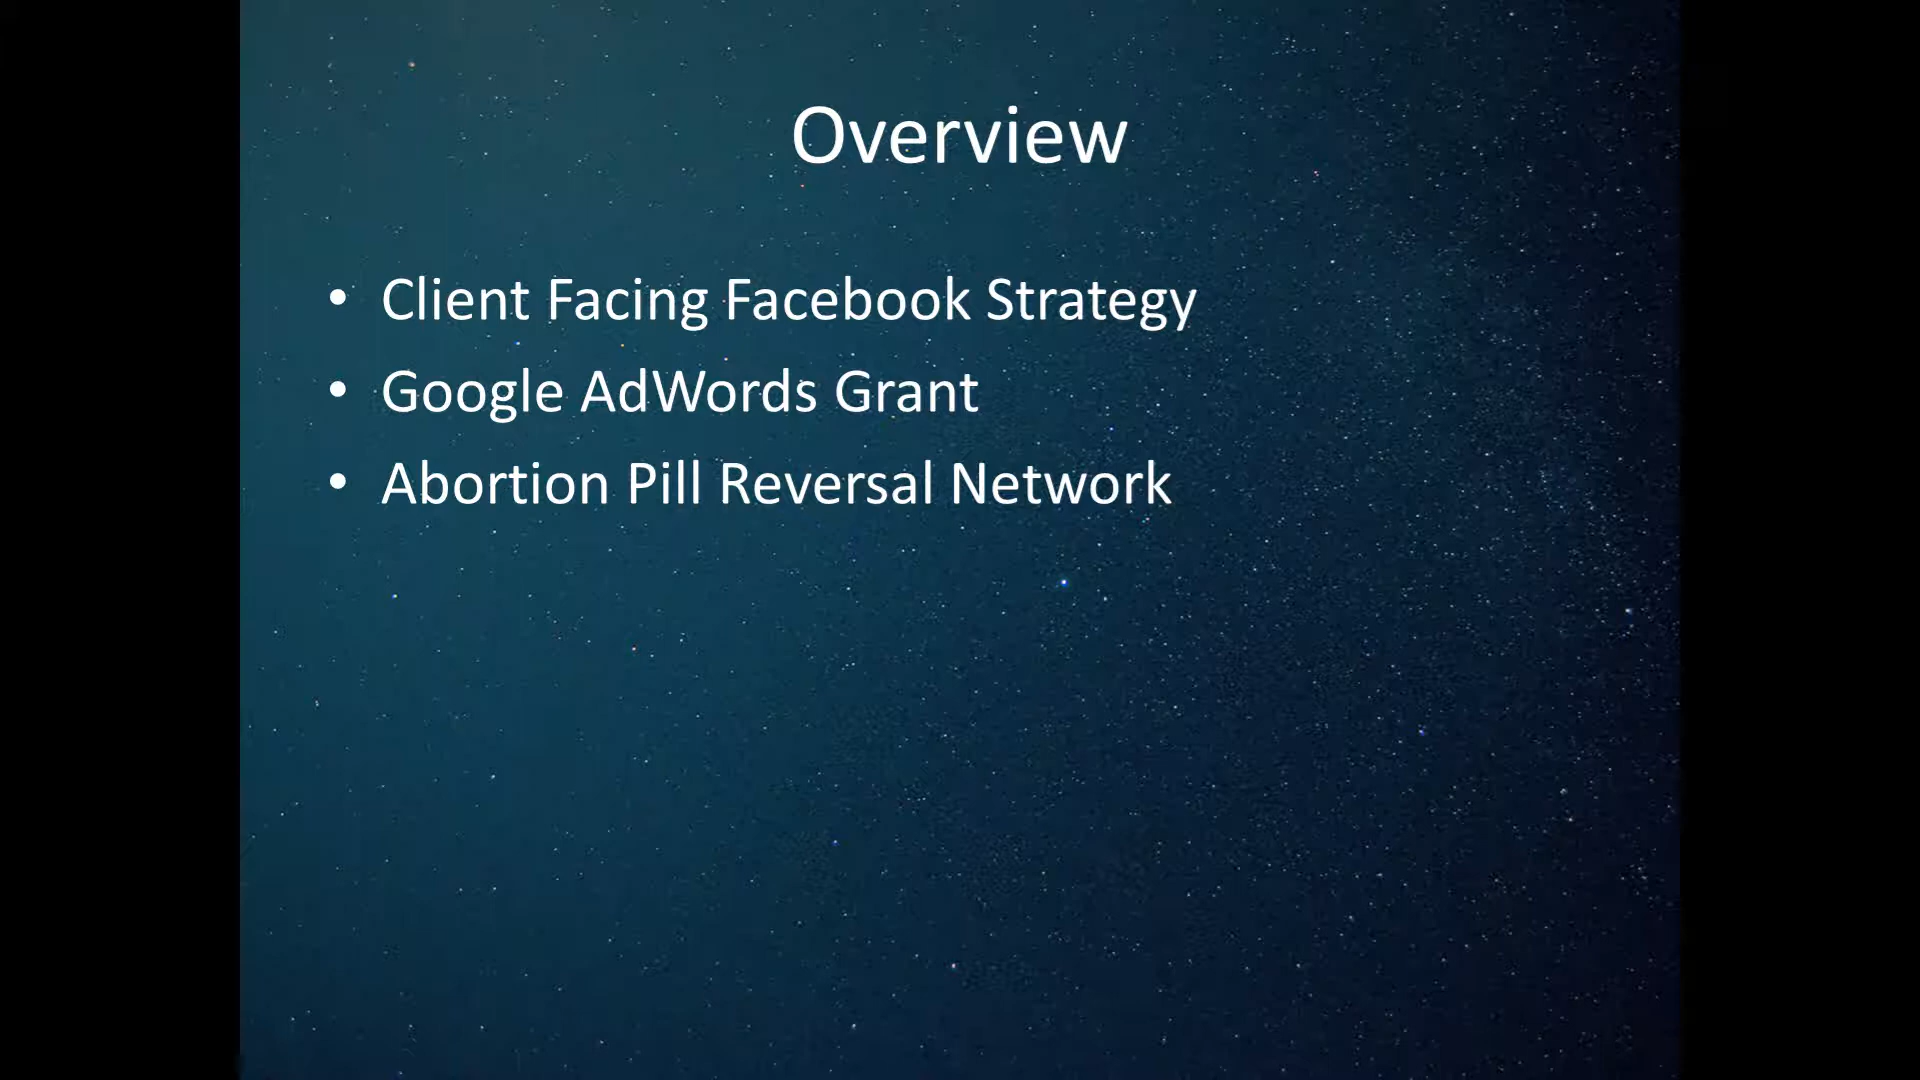 Overview
• Client Facing Facebook Strategy
• Google AdWords Grant
• Abortion Pill Reversal Network